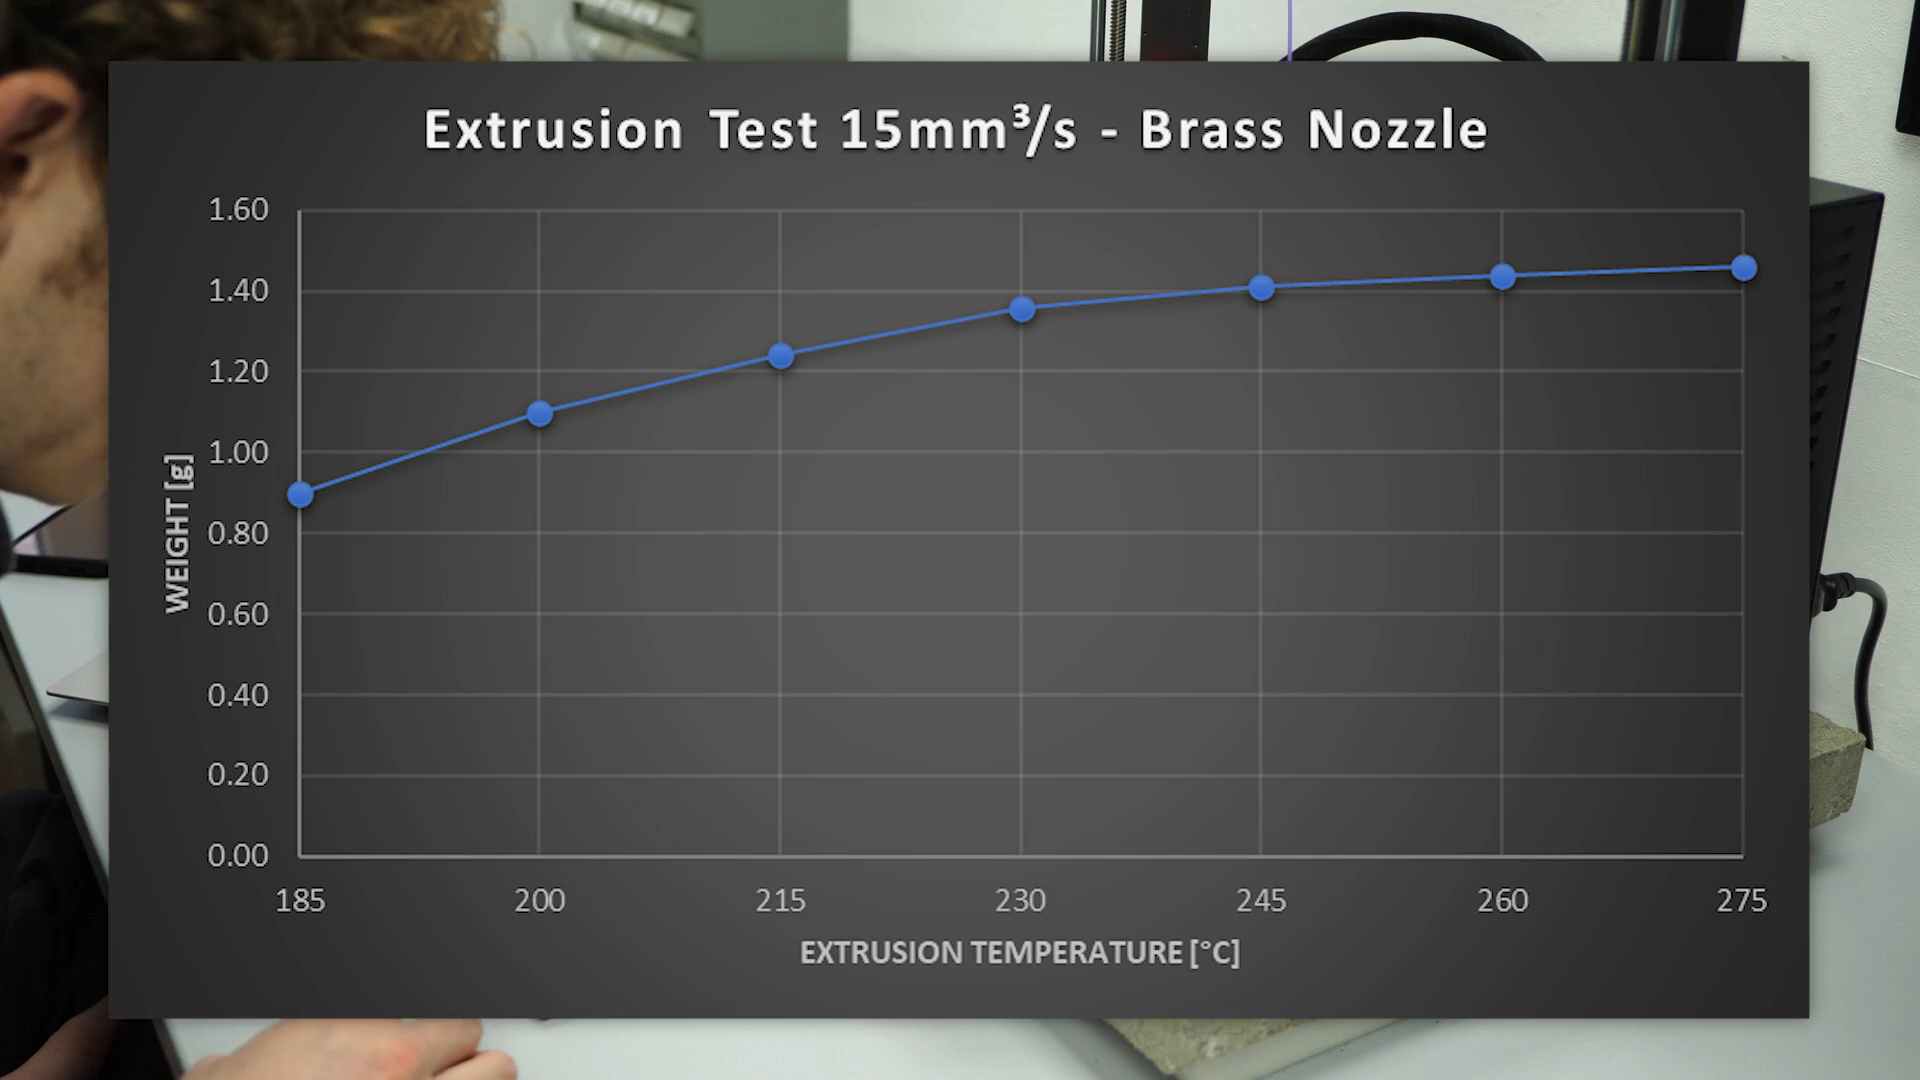 Extrusion Test 15mm³/s - Brass Nozzle
1.60
1.40
1.20
1.00
0.80
0.60
0.40
0.20
0.00
WEIGHT [g]
185 200 215 230 245 260 275
EXTRUSION TEMPERATURE [°C]